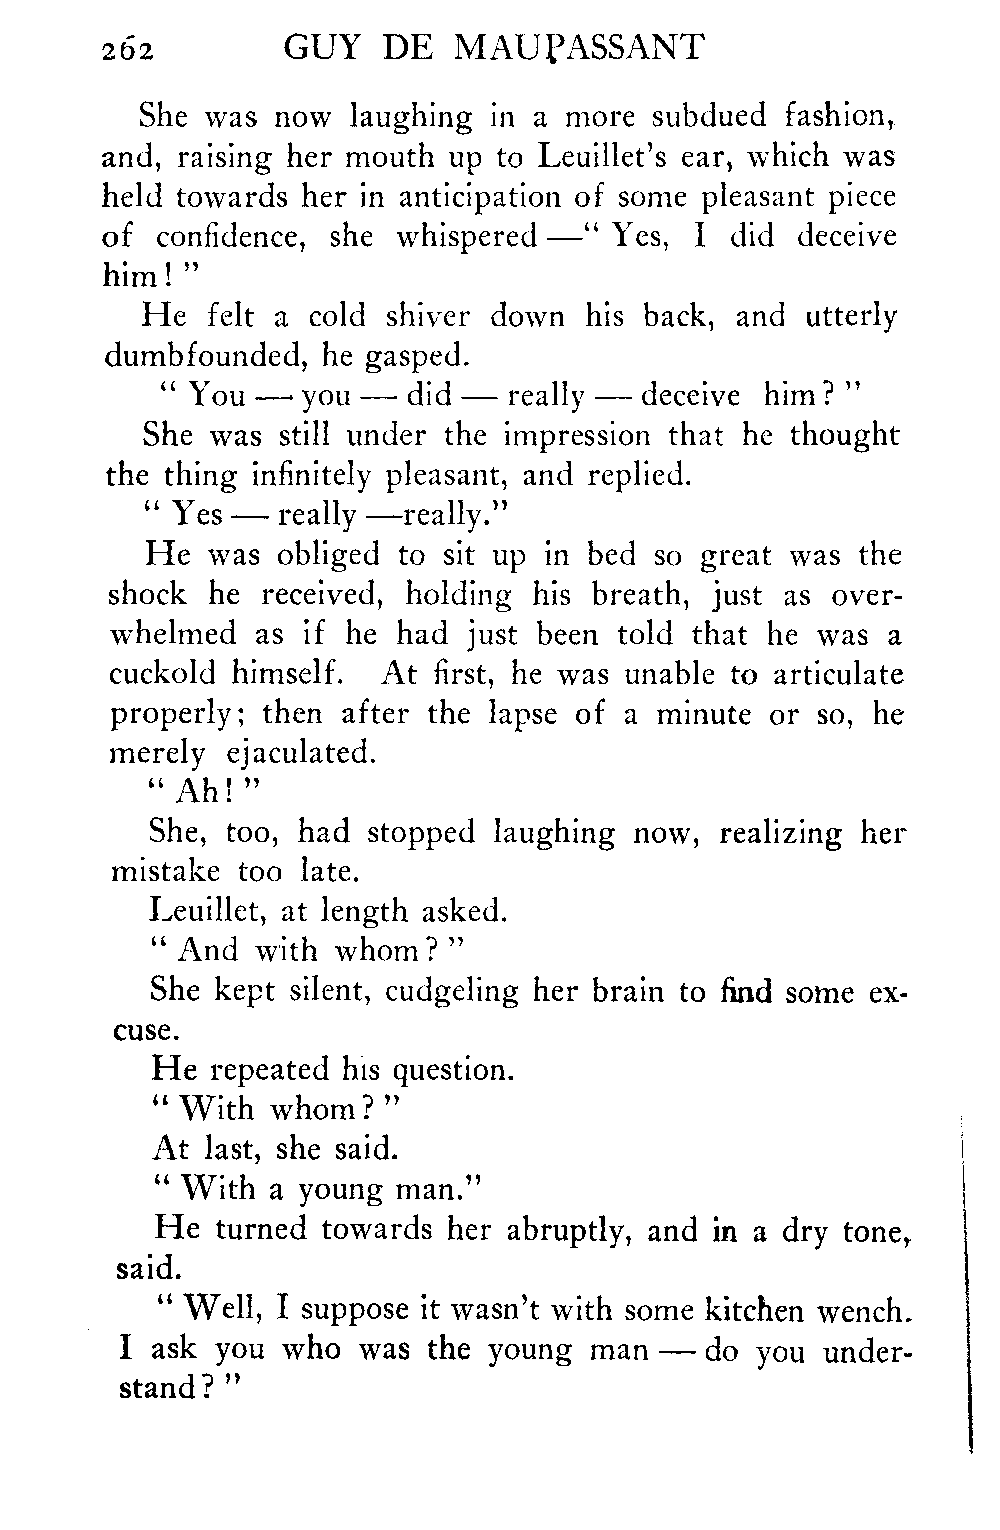 262 GUY DE MAUPASSANT
She was now laughing in a more subdued fashion,
and, raising her mouth up to Leuillet's ear, which was
held towards her in anticipation of some pleasant piece
of confidence, she whispered —" Yes, I did deceive
him! "
He felt a cold shiver down his back, and utterly
dumbfounded, he gasped.
" You — you — did — really — deceive him? "
She was still under the impression that he thought
the thing infinitely pleasant, and replied.
" Yes — really —really."
He was obliged to sit up in bed so great was the
shock he received, holding his breath, just as over-
whelmed as if he had just been told that he was a
cuckold himself. At first, he was unable to articulate
properly; then after the lapse of a minute or so, he
merely ejaculated.
" Ah! "
She, too, had stopped laughing now, realizing her
mistake too late.
Leuillet, at length asked.
" And with whom? "
She kept silent, cudgeling her brain to find some ex-
cuse.
He repeated his question.
" With whom? "
At last, she said.
" With a young man."
He turned towards her abruptly, and in a dry tone,
said.
" Well, I suppose it wasn't with some kitchen wench.
I ask you who was the young man — do you under-
stand? "